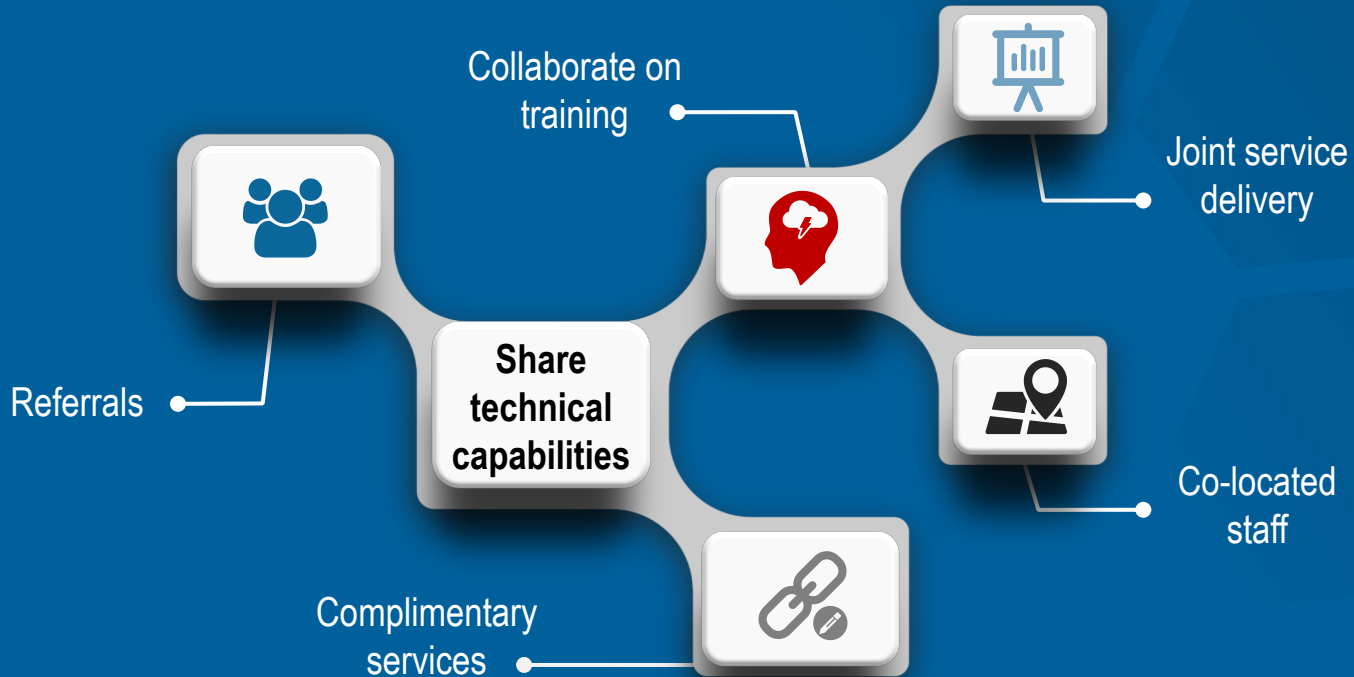 Collaborate on
training
Joint service
delivery
Referrals
Share
technical
capabilities
Co-located
staff
Complimentary
services